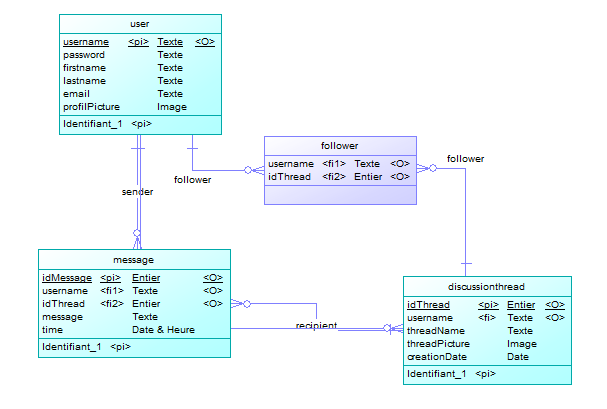 user
username <pi> Texte <O>
password Texte
firstname Texte
lastname Texte
email Texte
profilPicture Image
Identifiant_1 <pi>
follower
username <fi1> Texte <O>
idThread <fi2> Entier <O>
follower
follower
sender
message
idMessage <pi> Entier <O>
username <fi1> Texte <O>
idThread <fi2> Entier <O>
message Texte
time Date & Heure
Identifiant_1 <pi>
recipient
discussionthread
idThread <pi> Entier <O>
username <fi> Texte <O>
threadName Texte
threadPicture Image
creationDate Date
Identifiant_1 <pi>